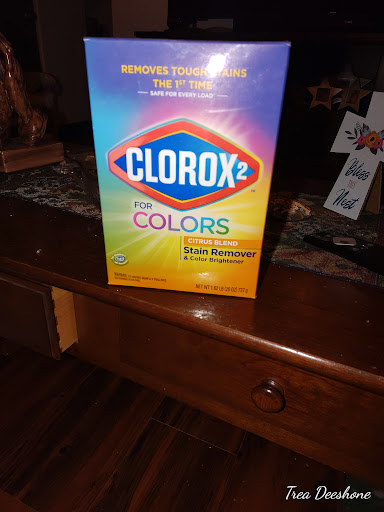 REMOVES TOUGH STAINS
THE 1ST TIME
SAFE FOR EVERY LOAD
CLOROX2
FOR
COLORS
CITRUS BLEND
Stain Remover
& Color Brightener
Bless
this
Nest
Trea Deeshone